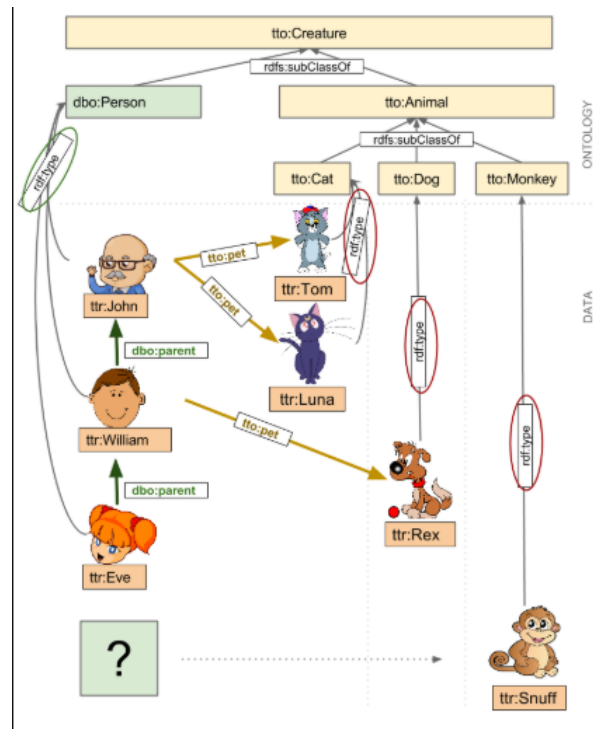 tto:Creature
rdfs:subClassOf
dbo:Person
tto:Animal
rdf:type
rdfs:subClassOf
ONTOLOGY
tto:Cat
tto:Dog
tto:Monkey
rdf:type
tto:pet
ttr:Tom
ttr:John
tto:pet
DATA
rdf:type
dbo:parent
ttr:Luna
ttr:William
tto:pet
rdf:type
dbo:parent
ttr:Rex
ttr:Eve
?
ttr:Snuff